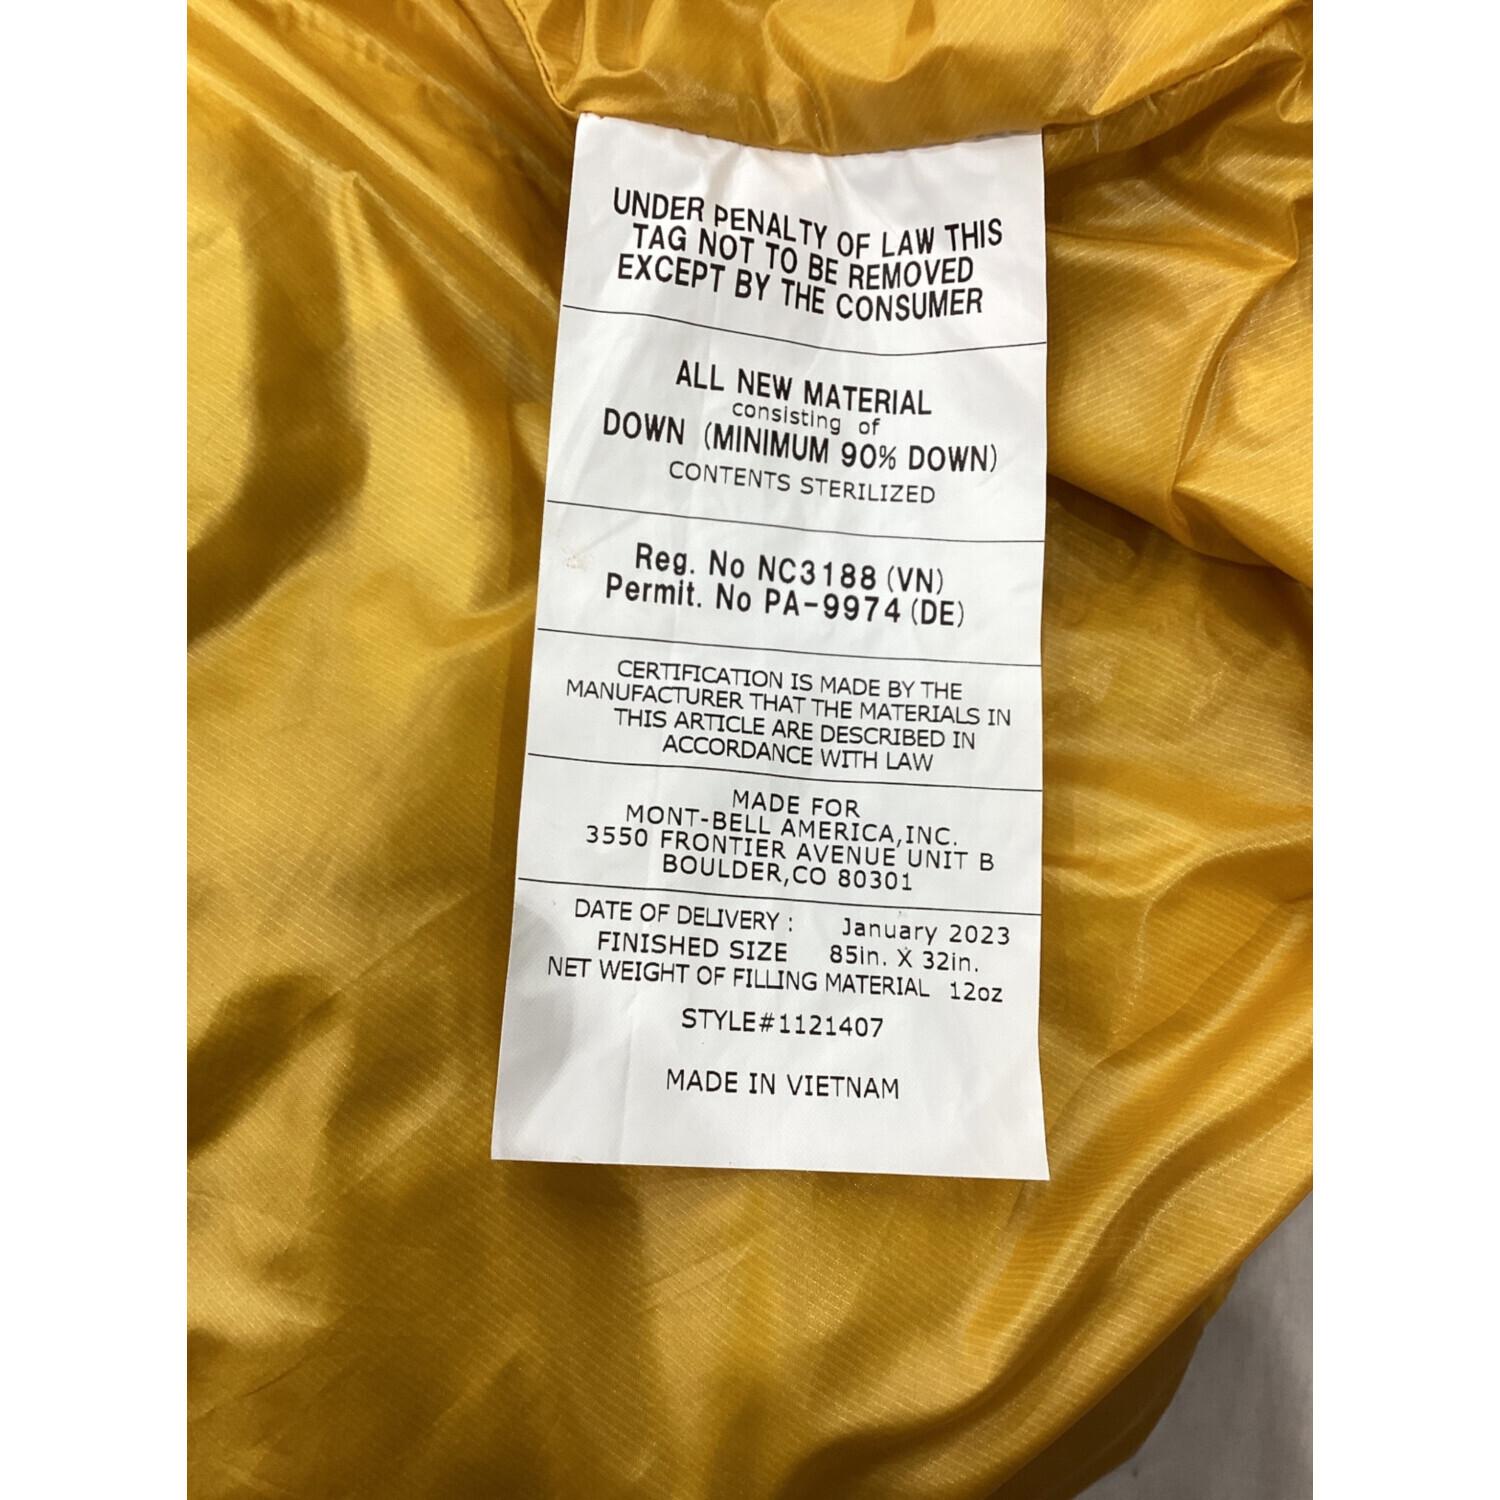 UNDER PENALTY OF LAW THIS
TAG NOT TO BE REMOVED
EXCEPT BY THE CONSUMER
ALL NEW MATERIAL
consisting of
DOWN (MINIMUM 90% DOWN)
CONTENTS STERILIZED
Reg. No NC3188 (VN)
Permit. No PA-9974 (DE)
CERTIFICATION IS MADE BY THE
MANUFACTURER THAT THE MATERIALS IN
THIS ARTICLE ARE DESCRIBED IN
ACCORDANCE WITH LAW
MADE FOR
MONT-BELL AMERICA,INC.
3550 FRONTIER AVENUE UNIT B
BOULDER,CO 80301
DATE OF DELIVERY : January 2023
FINISHED SIZE 85in. X 32in.
NET WEIGHT OF FILLING MATERIAL 12oz
STYLE#1121407
MADE IN VIETNAM